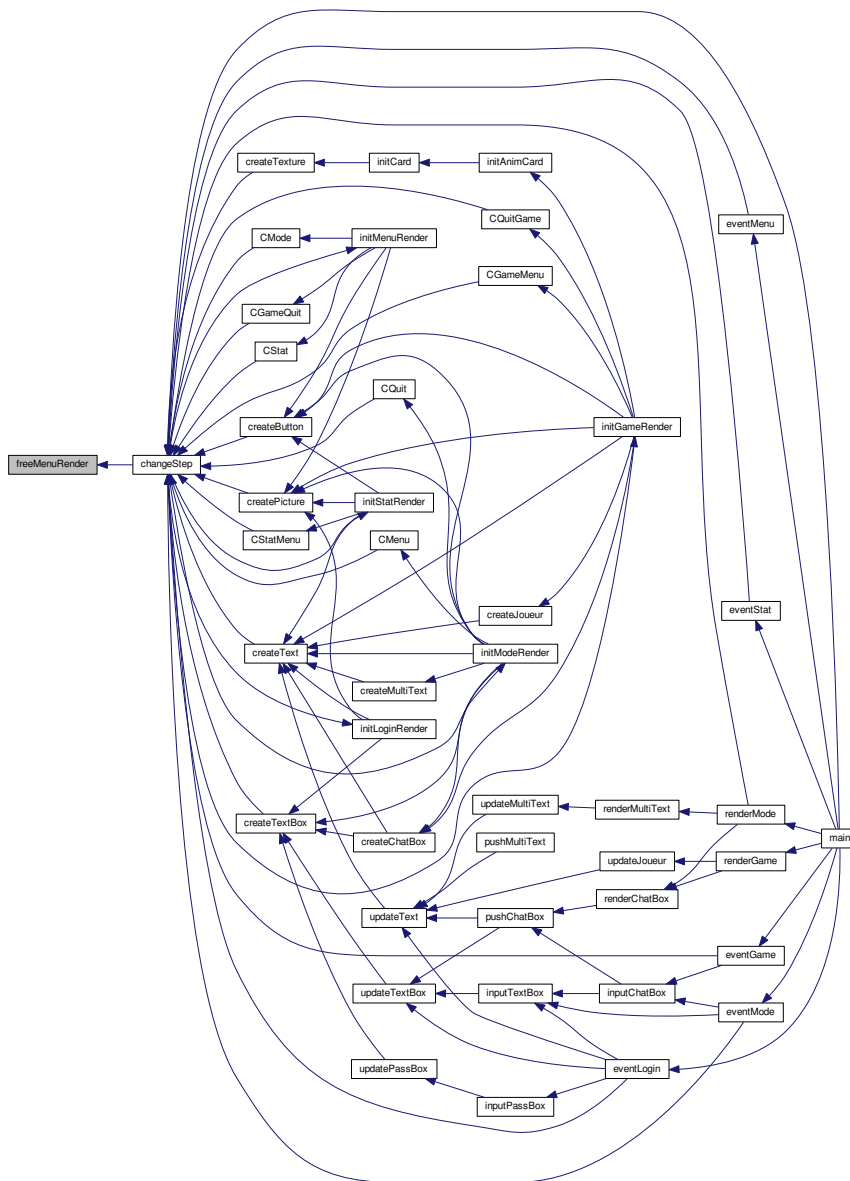 createTexture
initCard
initAnimCard
CQuitGame
eventMenu
CMode
initMenuRender
CGameMenu
CGameQuit
CStat
CQuit
createButton
initGameRender
freeMenuRender
changeStep
createPicture
initStatRender
CStatMenu
CMenu
eventStat
createJoueur
createText
initModeRender
createMultiText
initLoginRender
updateMultiText
renderMultiText
renderMode
createTextBox
main
createChatBox
pushMultiText
updateJoueur
renderGame
renderChatBox
updateText
pushChatBox
eventGame
updateTextBox
inputTextBox
inputChatBox
eventMode
updatePassBox
eventLogin
inputPassBox